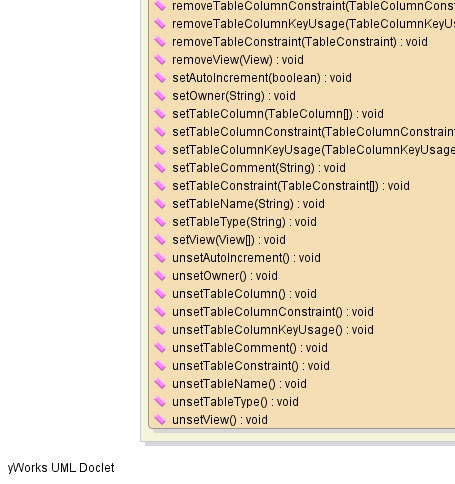 removeTableColumnConstraint(TableColumnCons
removeTableColumnKeyUsage(TableColumnKeyU
removeTableConstraint(TableConstraint) : void
removeView(View) : void
setAutoIncrement(boolean) : void
setOwner(String) : void
setTableColumn(TableColumn[]) : void
setTableColumnConstraint(TableColumnConstraint
setTableColumnKeyUsage(TableColumnKeyUsage
setTableComment(String) : void
setTableConstraint(TableConstraint[]) : void
setTableName(String) : void
setTableType(String) : void
setView(View[]) : void
unsetAutoIncrement() : void
unsetOwner() : void
unsetTableColumn() : void
unsetTableColumnConstraint() : void
unsetTableColumnKeyUsage() : void
unsetTableComment() : void
unsetTableConstraint() : void
unsetTableName() : void
unsetTableType() : void
unsetView() : void
yWorks UML Doclet